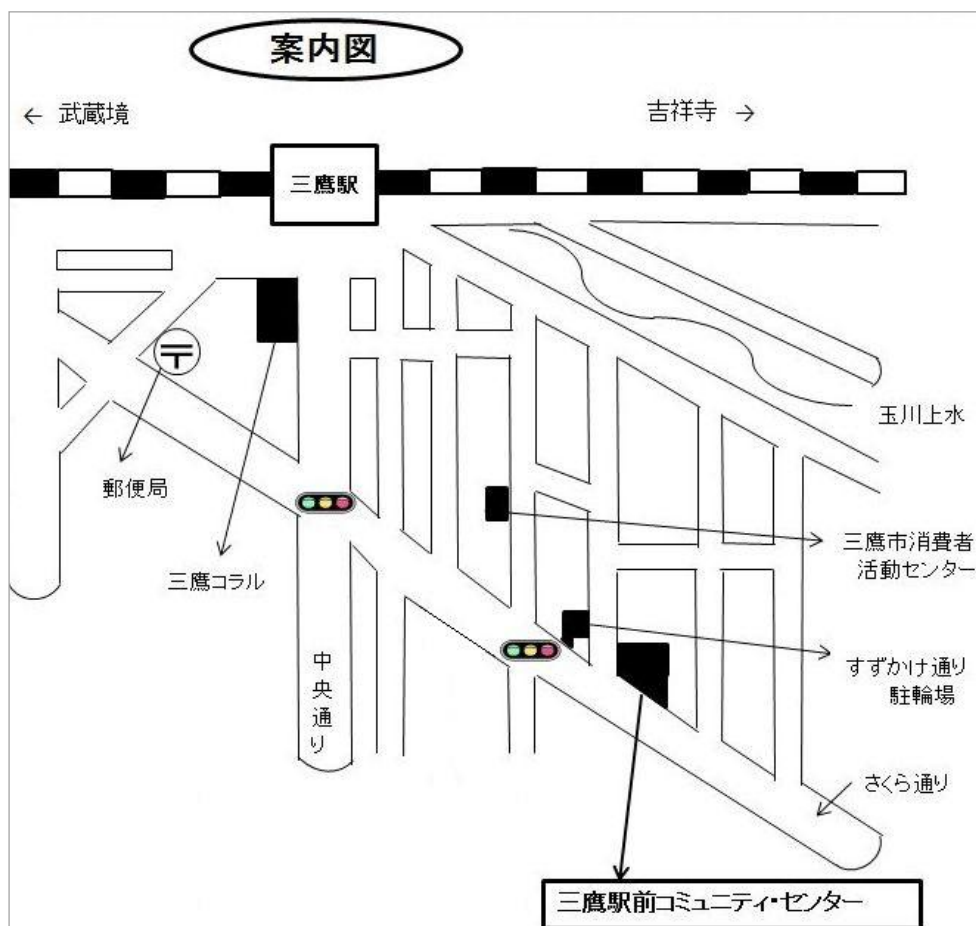 案内図
← 武蔵境
吉祥寺 →
三鷹駅
〒
玉川上水
郵便局
三鷹コラル
三鷹市消費者
活動センター
中央通り
すずかけ通り
駐輪場
さくら通り
三鷹駅前コミュニティ・センター